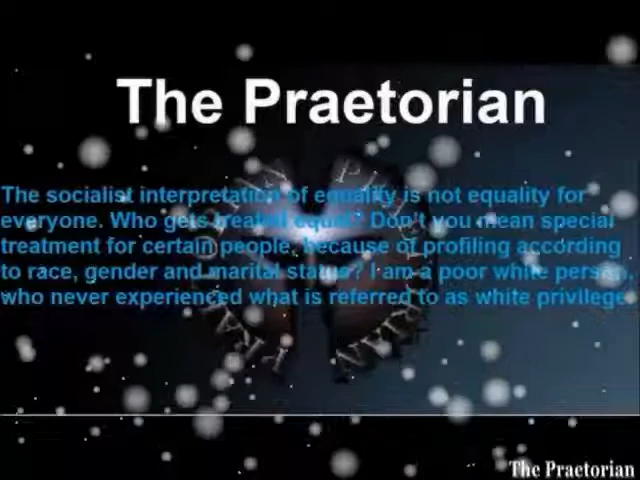 The Praetorian
The socialist interpretation of equality is not equality for
everyone. Who gets treated equal? Don't you mean special
treatment for certain people, because of profiling according
to race, gender and marital status? I am a poor white person,
who never experienced what is referred to as white privilege.
The Praetorian